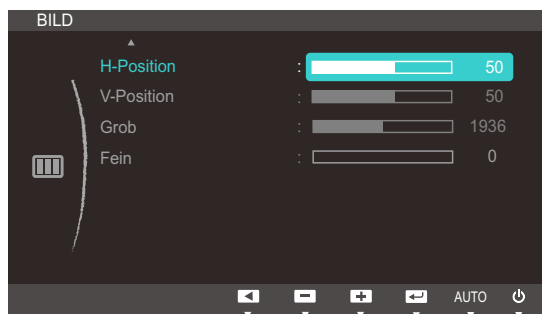 BILD
H-Position : 50
V-Position : 50
Grob : 1936
Fein : 0
AUTO